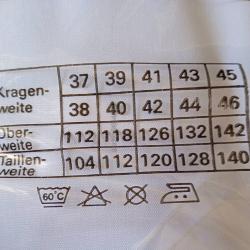 Kragen- 37 39 41 43 45
weite 38 40 42 44 46
Ober-
weite 112 118 126 132 142
Taillen-
weite 104 112 120 128 140
60°C